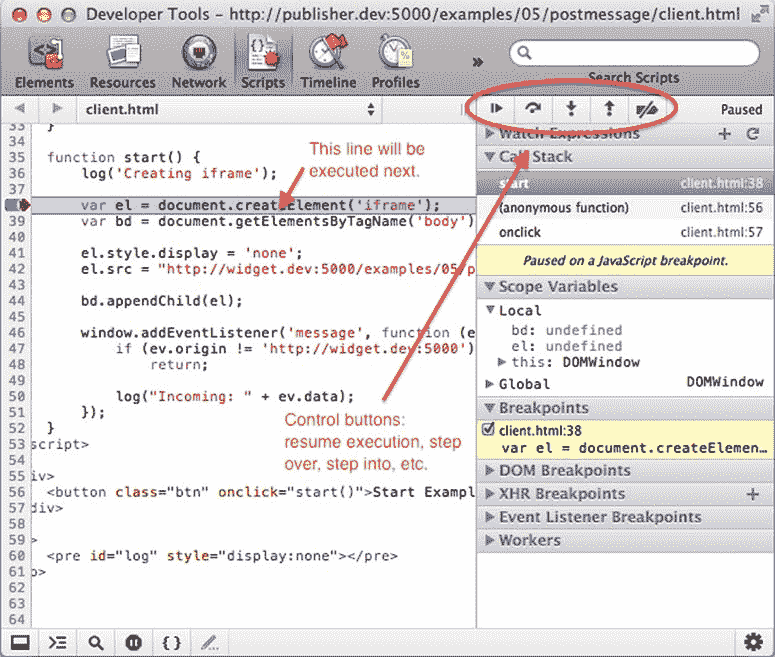 Developer Tools - http://publisher.dev:5000/examples/05/postmessage/client.html
Elements Resources Network Scripts Timeline Profiles » Search Scripts
client.html
Paused
33 }
34
35 function start() {
36 log('Creating iframe');
37
var el = document.createElement('iframe');
39 var bd = document.getElementsByTagName('body')
40
41 el.style.display = 'none';
42 el.src = "http://widget.dev:5000/examples/05/p
43
44 bd.appendChild(el);
45
46 window.addEventListener('message', function (e
47 if (ev.origin != 'http://widget.dev:5000')
48 return;
49
50 log("Incoming: " + ev.data);
51 });
52 }
53 script>
54
55 iv>
56 <button class="btn" onclick="start()">Start Examp
57 div>
58
59 >
60 <pre id="log" style="display:none"></pre>
61 o>
62
63
64
This line will be
executed next.
Control buttons:
resume execution, step
over, step into, etc.
Watch Expressions
Call Stack
start client.html:38
(anonymous function) client.html:56
onclick client.html:57
Paused on a JavaScript breakpoint.
Scope Variables
Local
bd: undefined
el: undefined
this: DOMWindow
Global DOMWindow
Breakpoints
client.html:38
var el = document.createElemen…
DOM Breakpoints
XHR Breakpoints
Event Listener Breakpoints
Workers